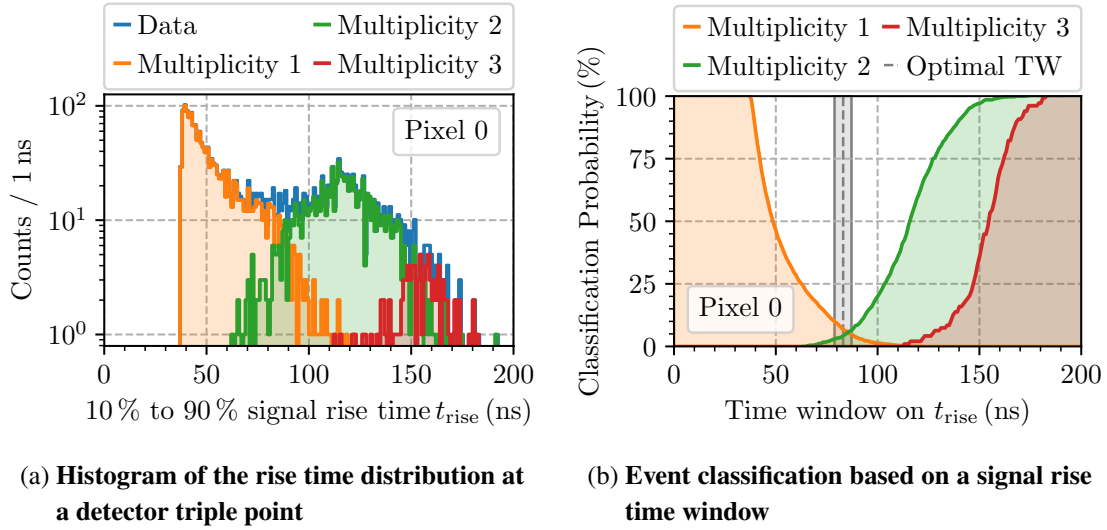 Data
Multiplicity 1
Multiplicity 2
Multiplicity 3
Counts / 1 ns
10²
10¹
10⁰
Pixel 0
50
100
150
200
10 % to 90 % signal rise time t_rise (ns)
(a) Histogram of the rise time distribution at
a detector triple point
Multiplicity 1
Multiplicity 2
Multiplicity 3
Optimal TW
Classification Probability (%)
100
75
50
25
0
Pixel 0
0
50
100
150
200
Time window on t_rise (ns)
(b) Event classification based on a signal rise
time window